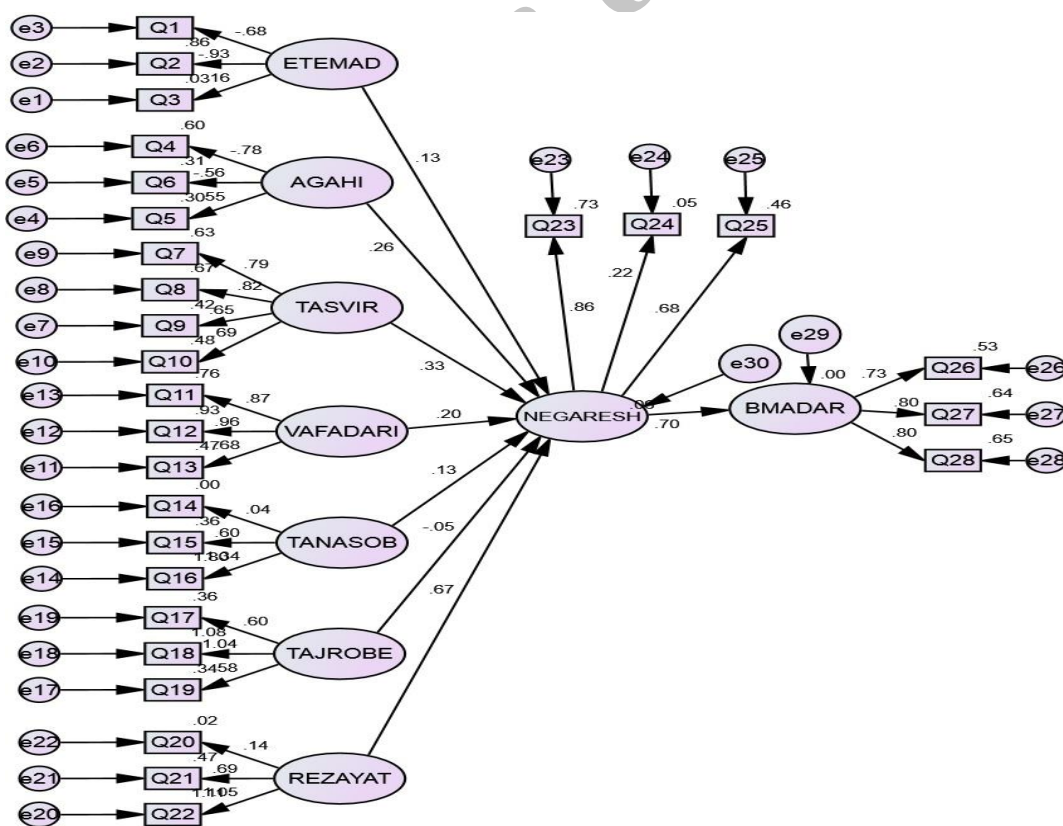 e3 Q1 -.68
.86
e2 Q2 -.93 ETEMAD
e1 Q3
.60
e6 Q4 -.78
.31
e5 Q6 -.56 AGAHI
e4 Q5
.63
e9 Q7 .79
.67
e8 Q8 .82 TASVIR
.42
e7 Q9 .65
.48 .69
e10 Q10
.76
e13 Q11 .87
.93
e12 Q12 .96 VAFADARI
.47 .68
e11 Q13
.00
e16 Q14 .04
.36
e15 Q15 .60 TANASOB
e14 Q16
.36
e19 Q17 .60
1.08
e18 Q18 1.04 TAJROBE
.34 .58
e17 Q19
.02
e22 Q20 .14
.47
e21 Q21 .69 REZAYAT
e20 Q22
.13
.26
.33
.20
.13
-.05
.67
e23 e24 e25
.73 .05 .46
Q23 Q24 Q25
.86 .22 .68
e30
NEGARESH
.70
e29
.00
BMADAR
.53
.73 Q26 e26
.64
.80 Q27 e27
.65
.80 Q28 e28